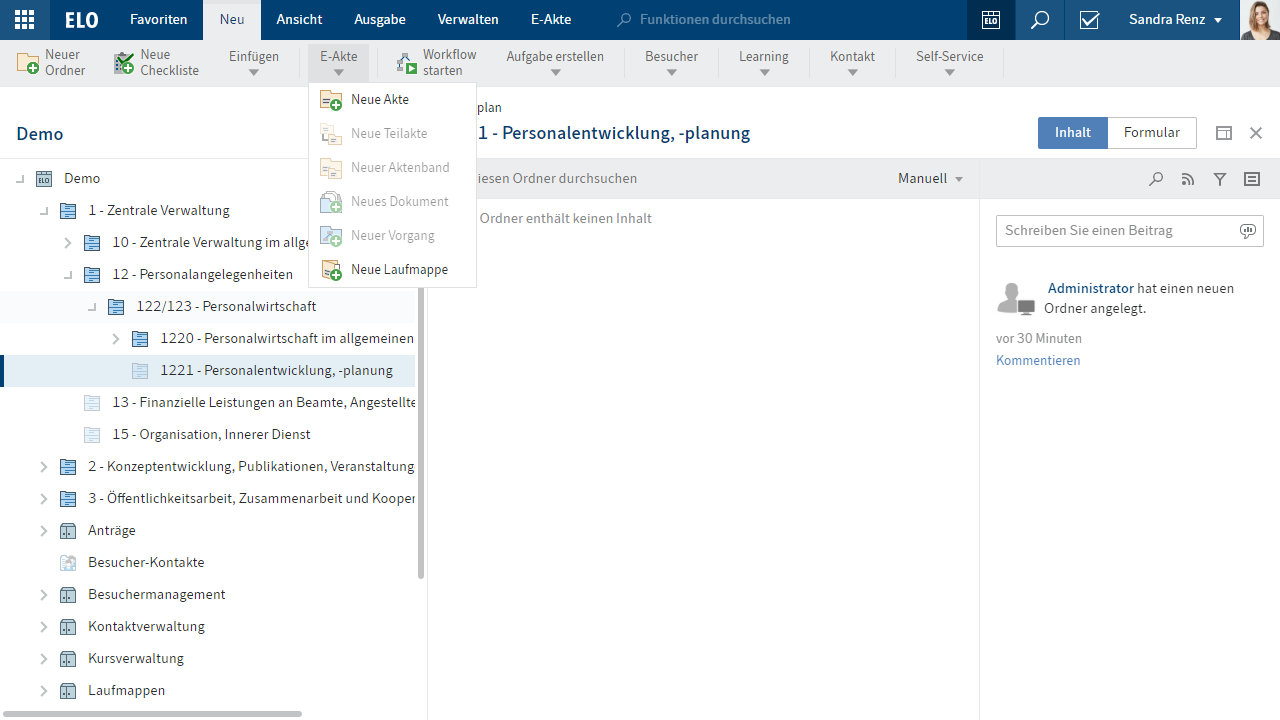 ELO
Favoriten
Neu
Ansicht
Ausgabe
Verwalten
E-Akte
Funktionen durchsuchen
ELO
Sandra Renz
Neuer
Ordner
Neue
Checkliste
Einfügen
E-Akte
Workflow
starten
Aufgabe erstellen
Besucher
Learning
Kontakt
Self-Service
Neue Akte
Neue Teilakte
Neuer Aktenband
Neues Dokument
Neuer Vorgang
Neue Laufmappe
plan
Demo
1 - Personalentwicklung, -planung
Inhalt
Formular
iesen Ordner durchsuchen
Manuell
Ordner enthält keinen Inhalt
ELO
Demo
1 - Zentrale Verwaltung
10 - Zentrale Verwaltung im allge
12 - Personalangelegenheiten
122/123 - Personalwirtschaft
1220 - Personalwirtschaft im allgemeinen
1221 - Personalentwicklung, -planung
13 - Finanzielle Leistungen an Beamte, Angestellte
15 - Organisation, Innerer Dienst
2 - Konzeptentwicklung, Publikationen, Veranstaltung
3 - Öffentlichkeitsarbeit, Zusammenarbeit und Kooper
Anträge
Besucher-Kontakte
Besuchermanagement
Kontaktverwaltung
Kursverwaltung
Laufmappen
Schreiben Sie einen Beitrag
Administrator hat einen neuen
Ordner angelegt.
vor 30 Minuten
Kommentieren